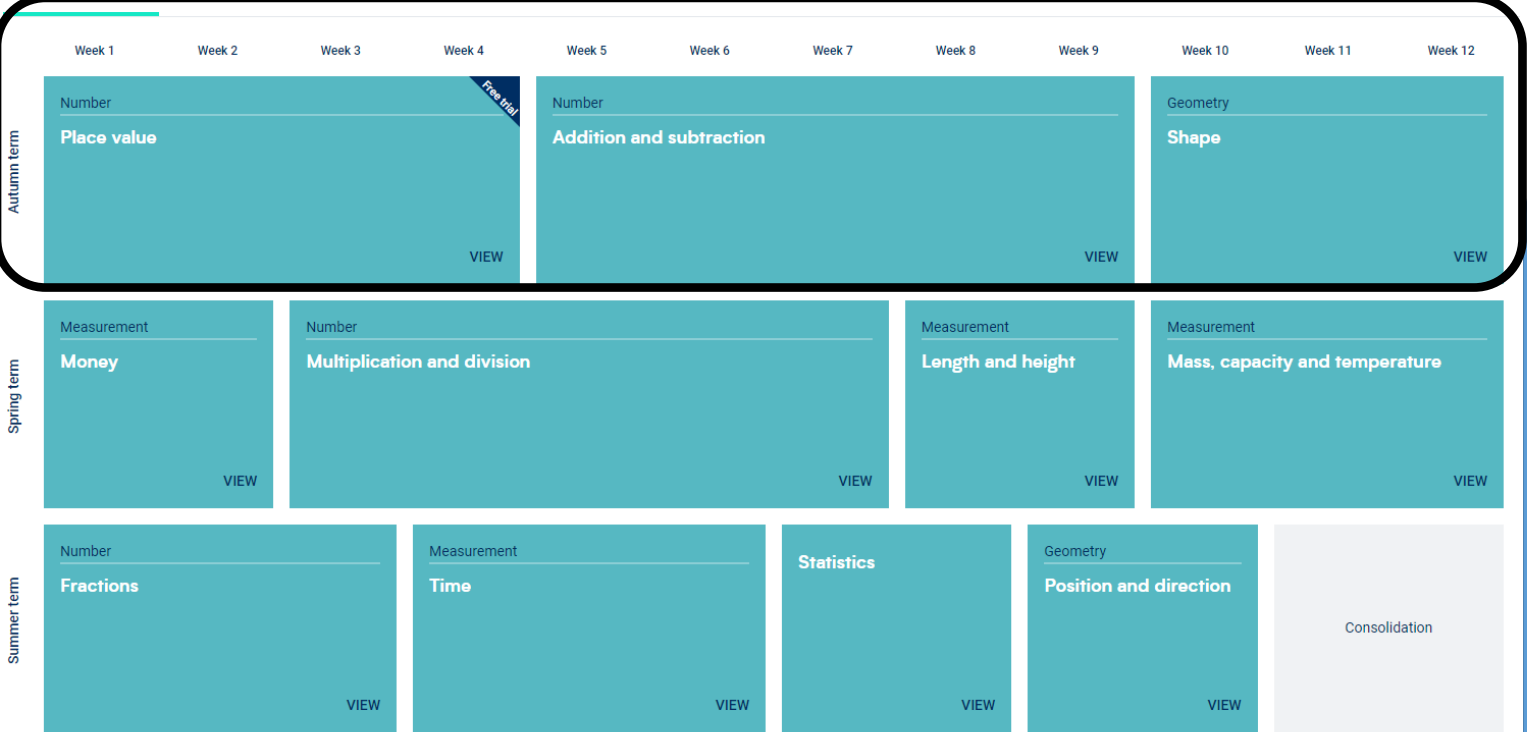 Week 1 Week 2 Week 3 Week 4 Week 5 Week 6 Week 7 Week 8 Week 9 Week 10 Week 11 Week 12
Autumn term
Number
Place value
Free trial
VIEW
Number
Addition and subtraction
VIEW
Geometry
Shape
VIEW
Spring term
Measurement
Money
VIEW
Number
Multiplication and division
VIEW
Measurement
Length and height
VIEW
Measurement
Mass, capacity and temperature
VIEW
Summer term
Number
Fractions
VIEW
Measurement
Time
VIEW
Statistics
VIEW
Geometry
Position and direction
VIEW
Consolidation